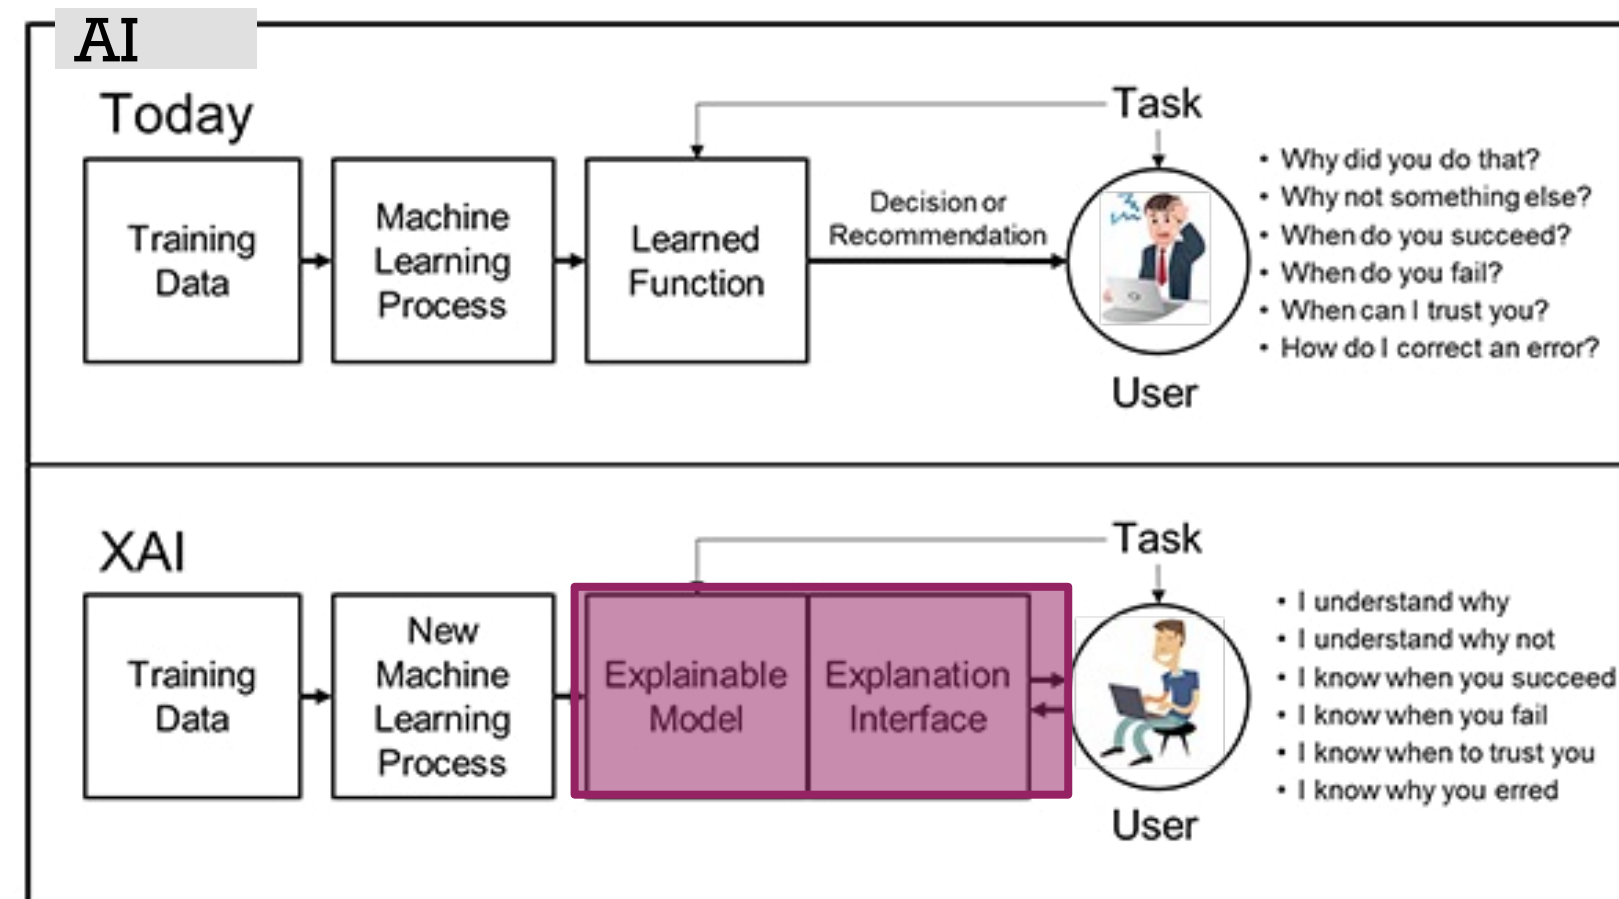 AI
Today
Task
Training
Data
Machine
Learning
Process
Learned
Function
Decision or
Recommendation
User
• Why did you do that?
• Why not something else?
• When do you succeed?
• When do you fail?
• When can I trust you?
• How do I correct an error?
XAI
Task
Training
Data
New
Machine
Learning
Process
Explainable
Model
Explanation
Interface
User
• I understand why
• I understand why not
• I know when you succeed
• I know when you fail
• I know when to trust you
• I know why you erred